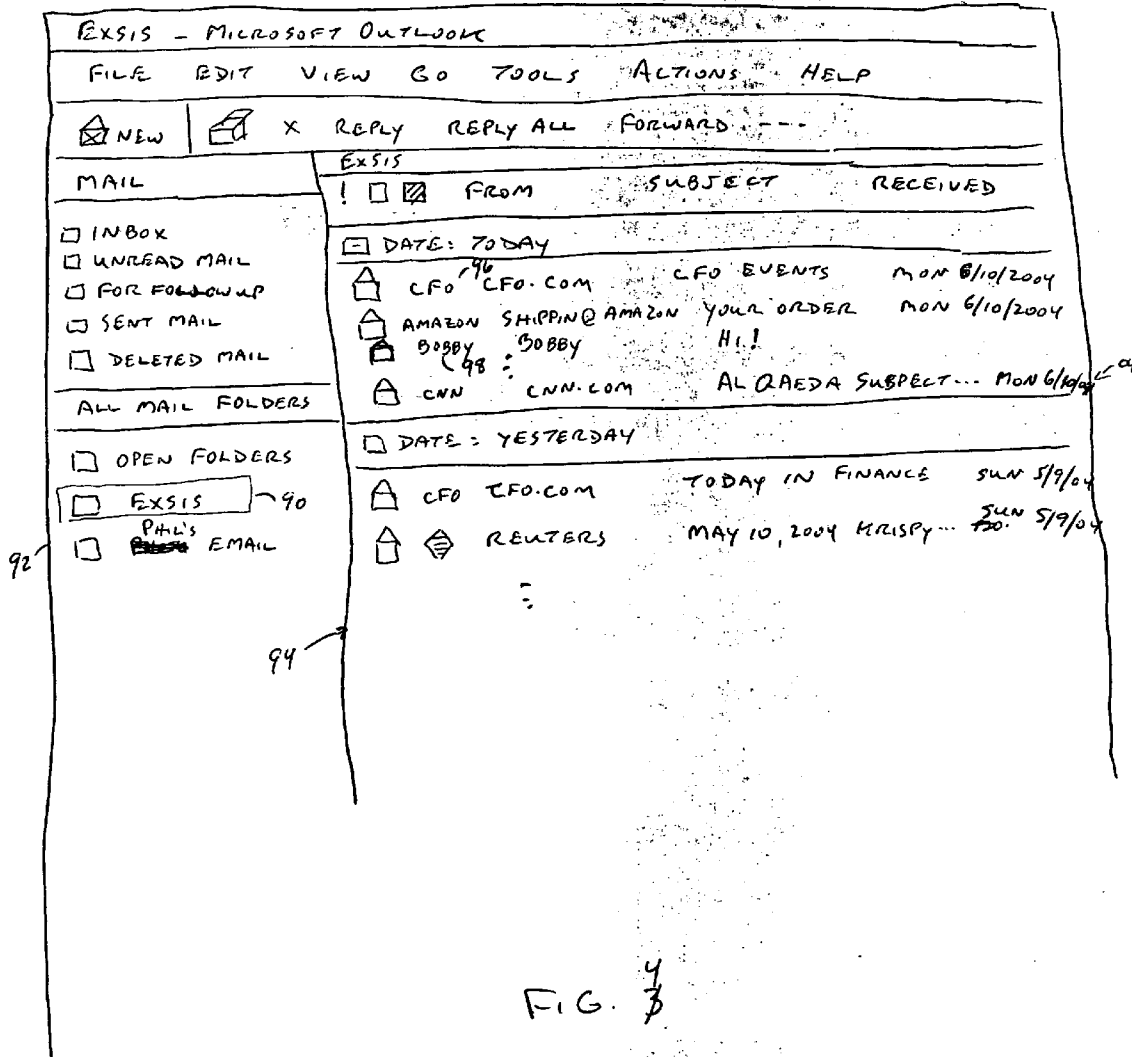 EXSIS - MICROSOFT OUTLOOK
FILE EDIT VIEW GO TOOLS ACTIONS HELP
NEW X REPLY REPLY ALL FORWARD ---
MAIL
INBOX
UNREAD MAIL
FOR FOLLOWUP
SENT MAIL
DELETED MAIL
ALL MAIL FOLDERS
OPEN FOLDERS
EXSIS 90
PHIL'S
EMAIL
92
EXSIS
! FROM SUBJECT RECEIVED
DATE: TODAY
96
CFO CFO.COM CFO EVENTS MON 6/10/2004
AMAZON SHIPPIN@AMAZON YOUR ORDER MON 6/10/2004
BOBBY BOBBY HI!
98
CNN CNN.COM AL QAEDA SUSPECT... MON 6/10/04
DATE: YESTERDAY
CFO CFO.COM TODAY IN FINANCE SUN 5/9/04
REUTERS MAY 10, 2004 KRISPY... SUN 5/9/04
94
FIG. 4